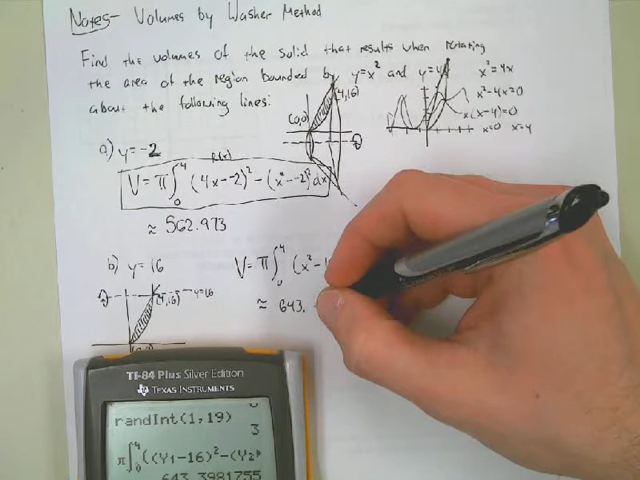 Notes - Volumes by Washer Method
Find the volumes of the solid that results when rotating
the area of the region bounded by y=x² and y=4x
about the following lines:
x²=4x
x²-4x=0
x(x-4)=0
x=0 x=4
(0,0)
(4,16)
a) y=-2
R(x)
V=π∫₀⁴ (4x--2)² - (x²--2)² dx
≈ 562.973
b) y=16
V=π∫₀⁴ (x²-1
≈ 643.
(4,16)
y=16
TI-84 Plus Silver Edition
TEXAS INSTRUMENTS
randInt(1,19)
3
π∫₀⁴((Y₁-16)²-(Y₂
643.3981755